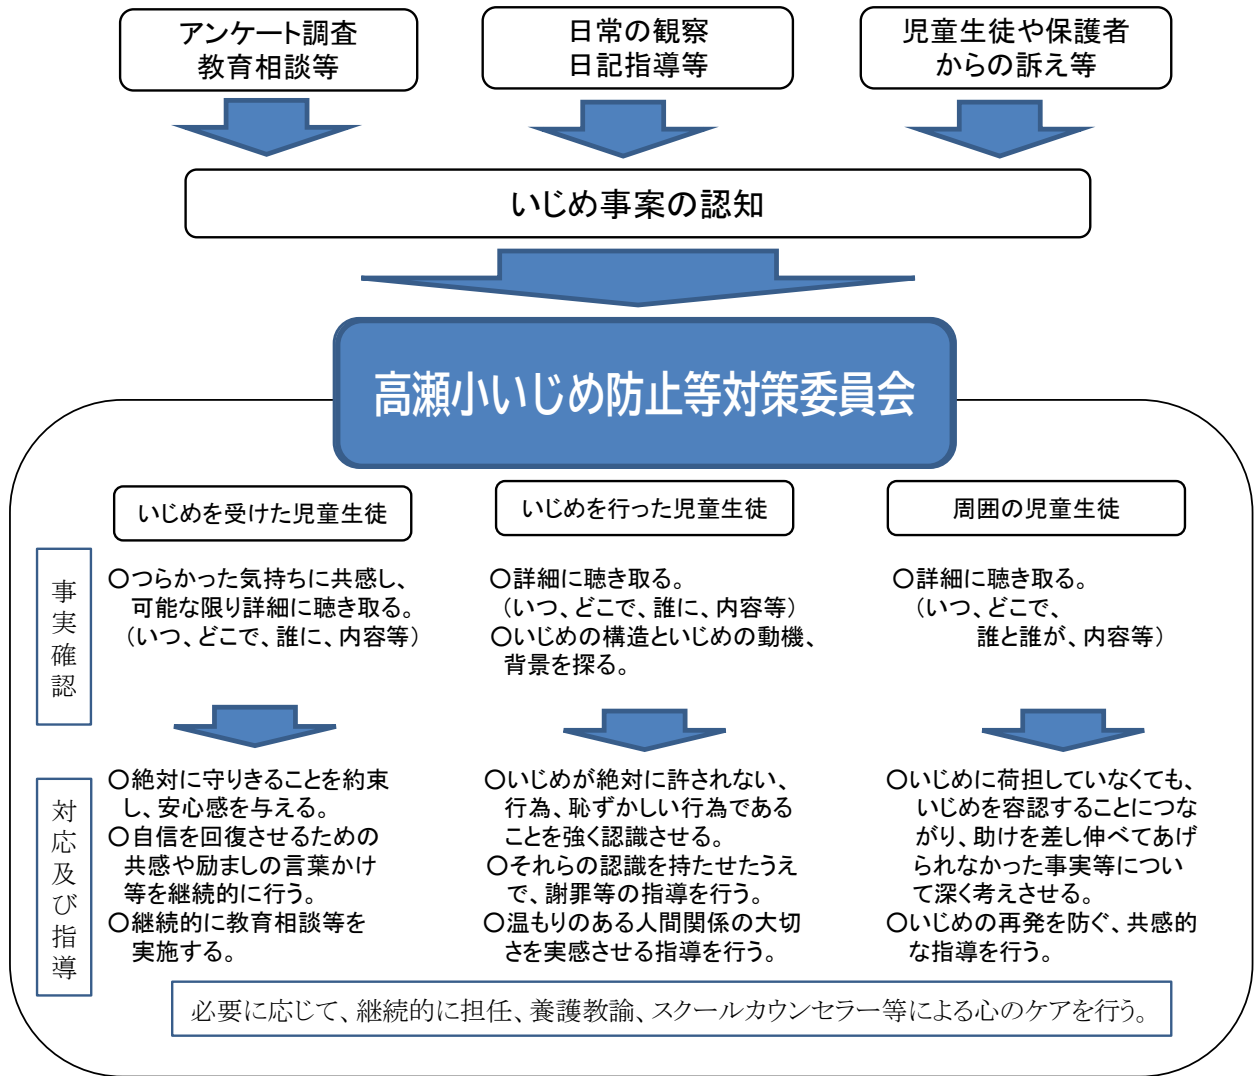 アンケート調査
教育相談等
日常の観察
日記指導等
児童生徒や保護者
からの訴え等
いじめ事案の認知
高瀬小いじめ防止等対策委員会
いじめを受けた児童生徒
いじめを行った児童生徒
周囲の児童生徒
事実確認
○つらかった気持ちに共感し、
可能な限り詳細に聴き取る。
(いつ、どこで、誰に、内容等)
○詳細に聴き取る。
(いつ、どこで、誰に、内容等)
○いじめの構造といじめの動機、
背景を探る。
○詳細に聴き取る。
(いつ、どこで、
誰と誰が、内容等)
対応及び指導
○絶対に守りきることを約束
し、安心感を与える。
○自信を回復させるための
共感や励ましの言葉かけ
等を継続的に行う。
○継続的に教育相談等を
実施する。
○いじめが絶対に許されない、
行為、恥ずかしい行為である
ことを強く認識させる。
○それらの認識を持たせたうえ
で、謝罪等の指導を行う。
○温もりのある人間関係の大切
さを実感させる指導を行う。
○いじめに荷担していなくても、
いじめを容認することにつな
がり、助けを差し伸べてあげ
られなかった事実等につい
て深く考えさせる。
○いじめの再発を防ぐ、共感的
な指導を行う。
必要に応じて、継続的に担任、養護教諭、スクールカウンセラー等による心のケアを行う。